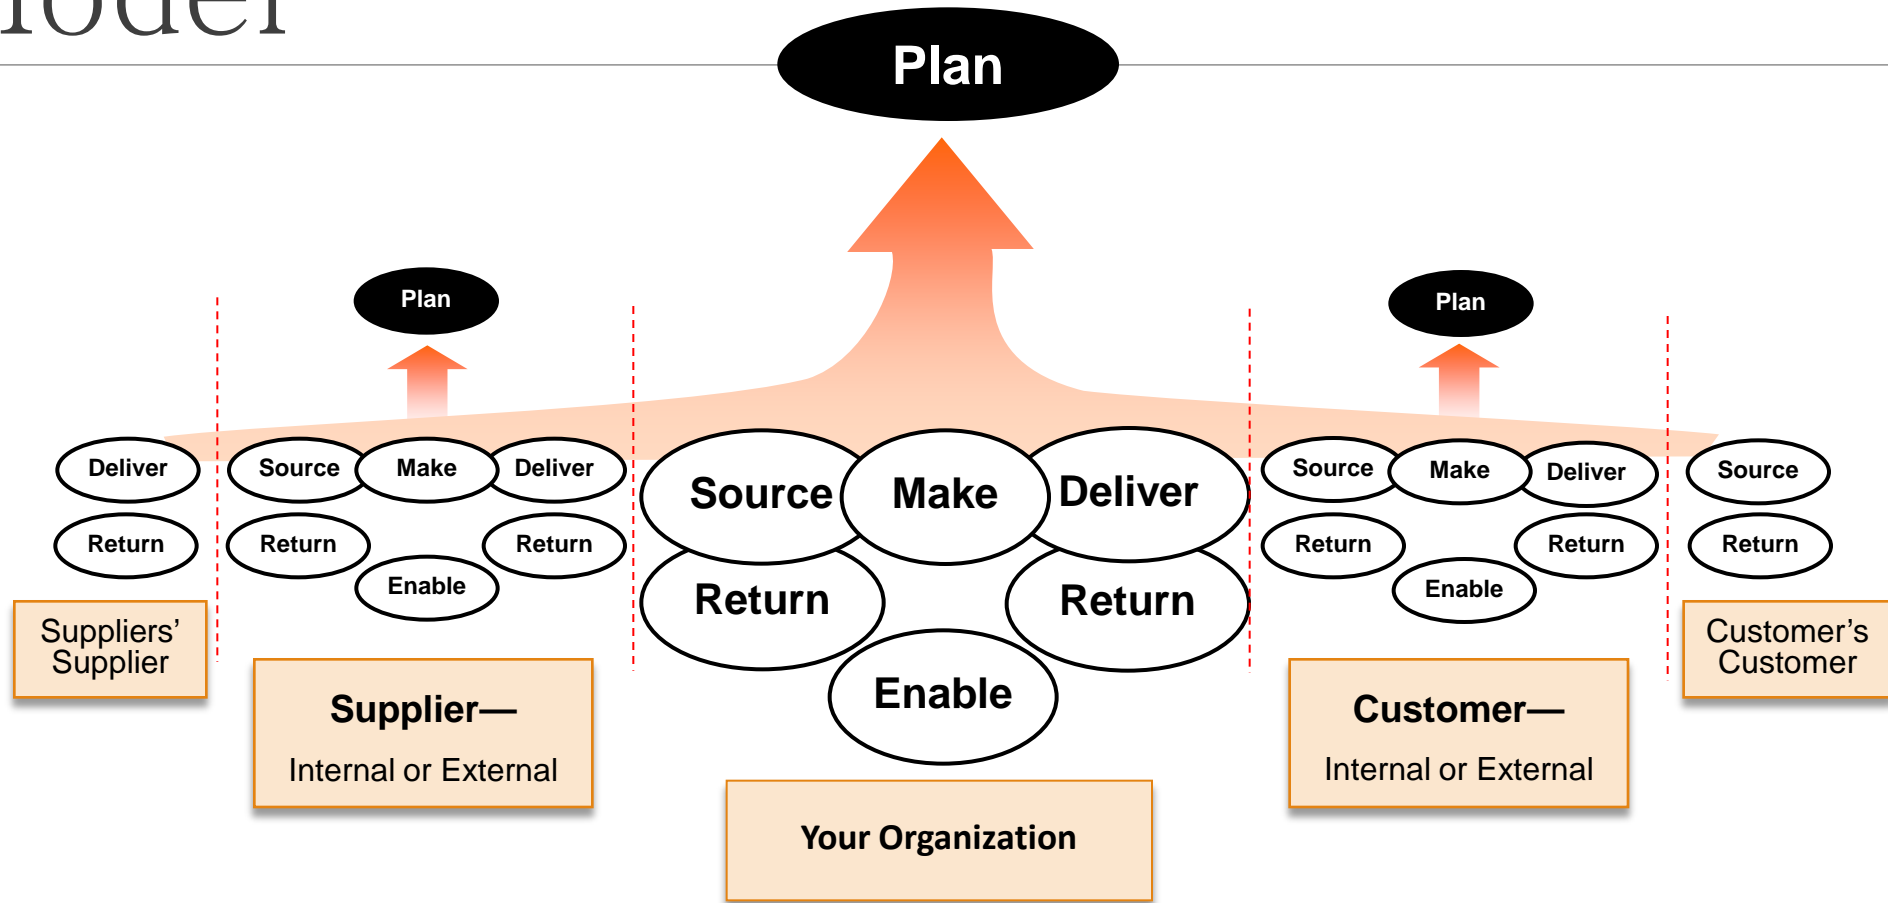 Plan
Plan
Plan
Deliver
Source
Make
Deliver
Source
Make
Deliver
Source
Make
Deliver
Source
Return
Return
Return
Enable
Return
Return
Enable
Return
Return
Enable
Return
Suppliers’
Supplier
Supplier—
Internal or External
Your Organization
Customer—
Internal or External
Customer’s
Customer